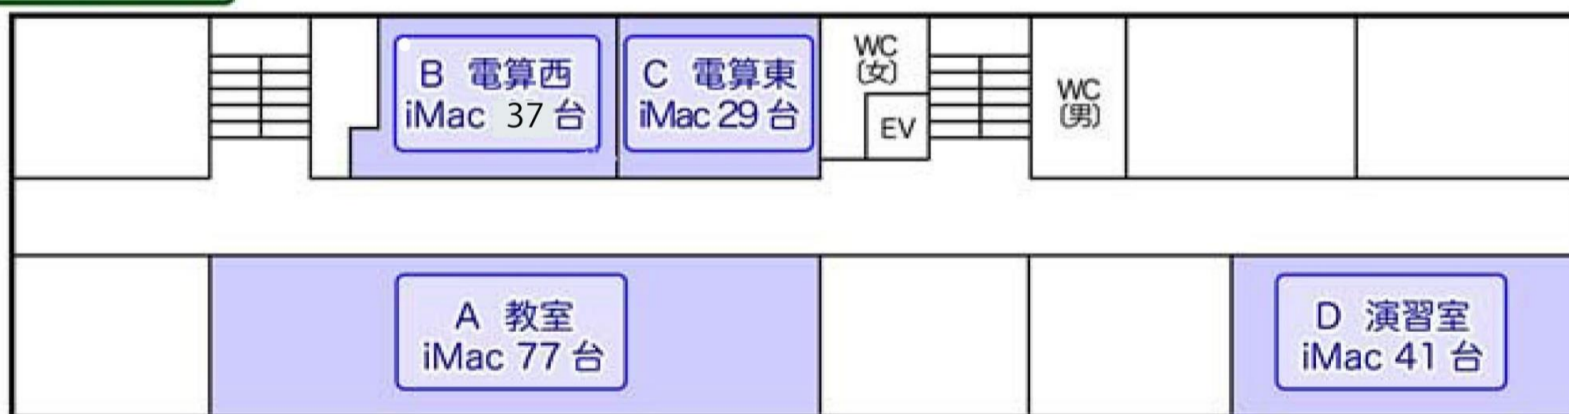 B 電算西
iMac 37 台
C 電算東
iMac 29 台
WC
(女)
EV
WC
(男)
A 教室
iMac 77 台
D 演習室
iMac 41 台